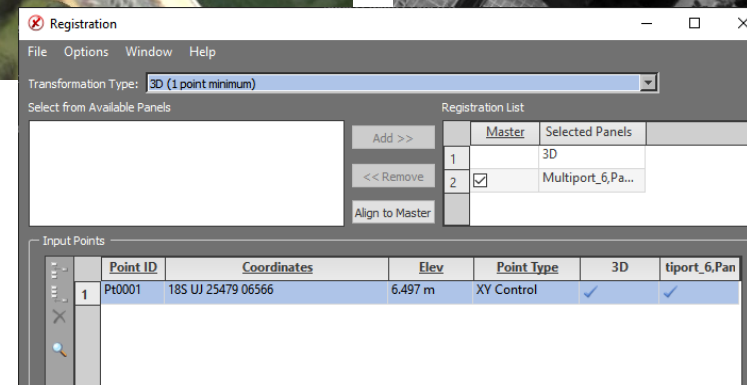 Registration
File Options Window Help
Transformation Type: 3D (1 point minimum)
Select from Available Panels
Registration List
Add >>
<< Remove
Align to Master
Master Selected Panels
1 3D
2 Multiport_6,Pa...
Input Points
Point ID Coordinates Elev Point Type 3D tiport_6,Pan
1 Pt0001 18S UJ 25479 06566 6.497 m XY Control